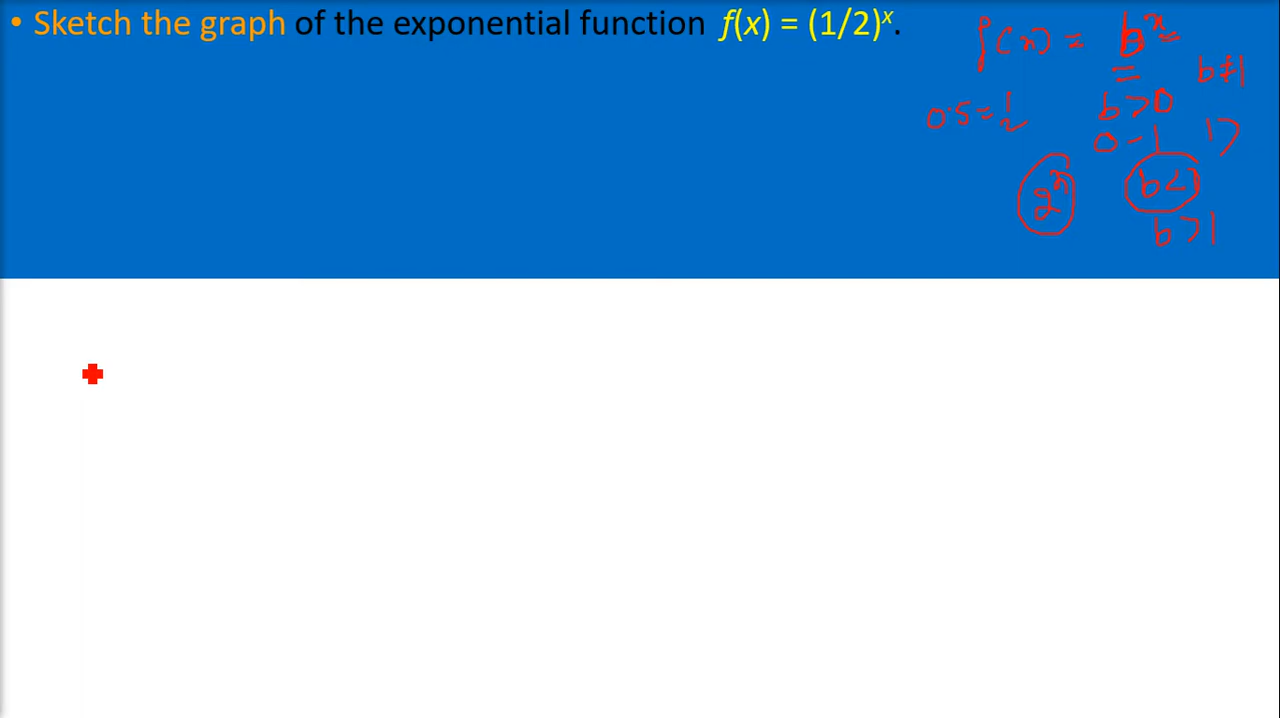 • Sketch the graph of the exponential function f(x) = (1/2)ˣ.
f(x) = bˣ
b≠1
0.5 = 1/2
b>0
0-1 1>
2ˣ
b<1
b>1